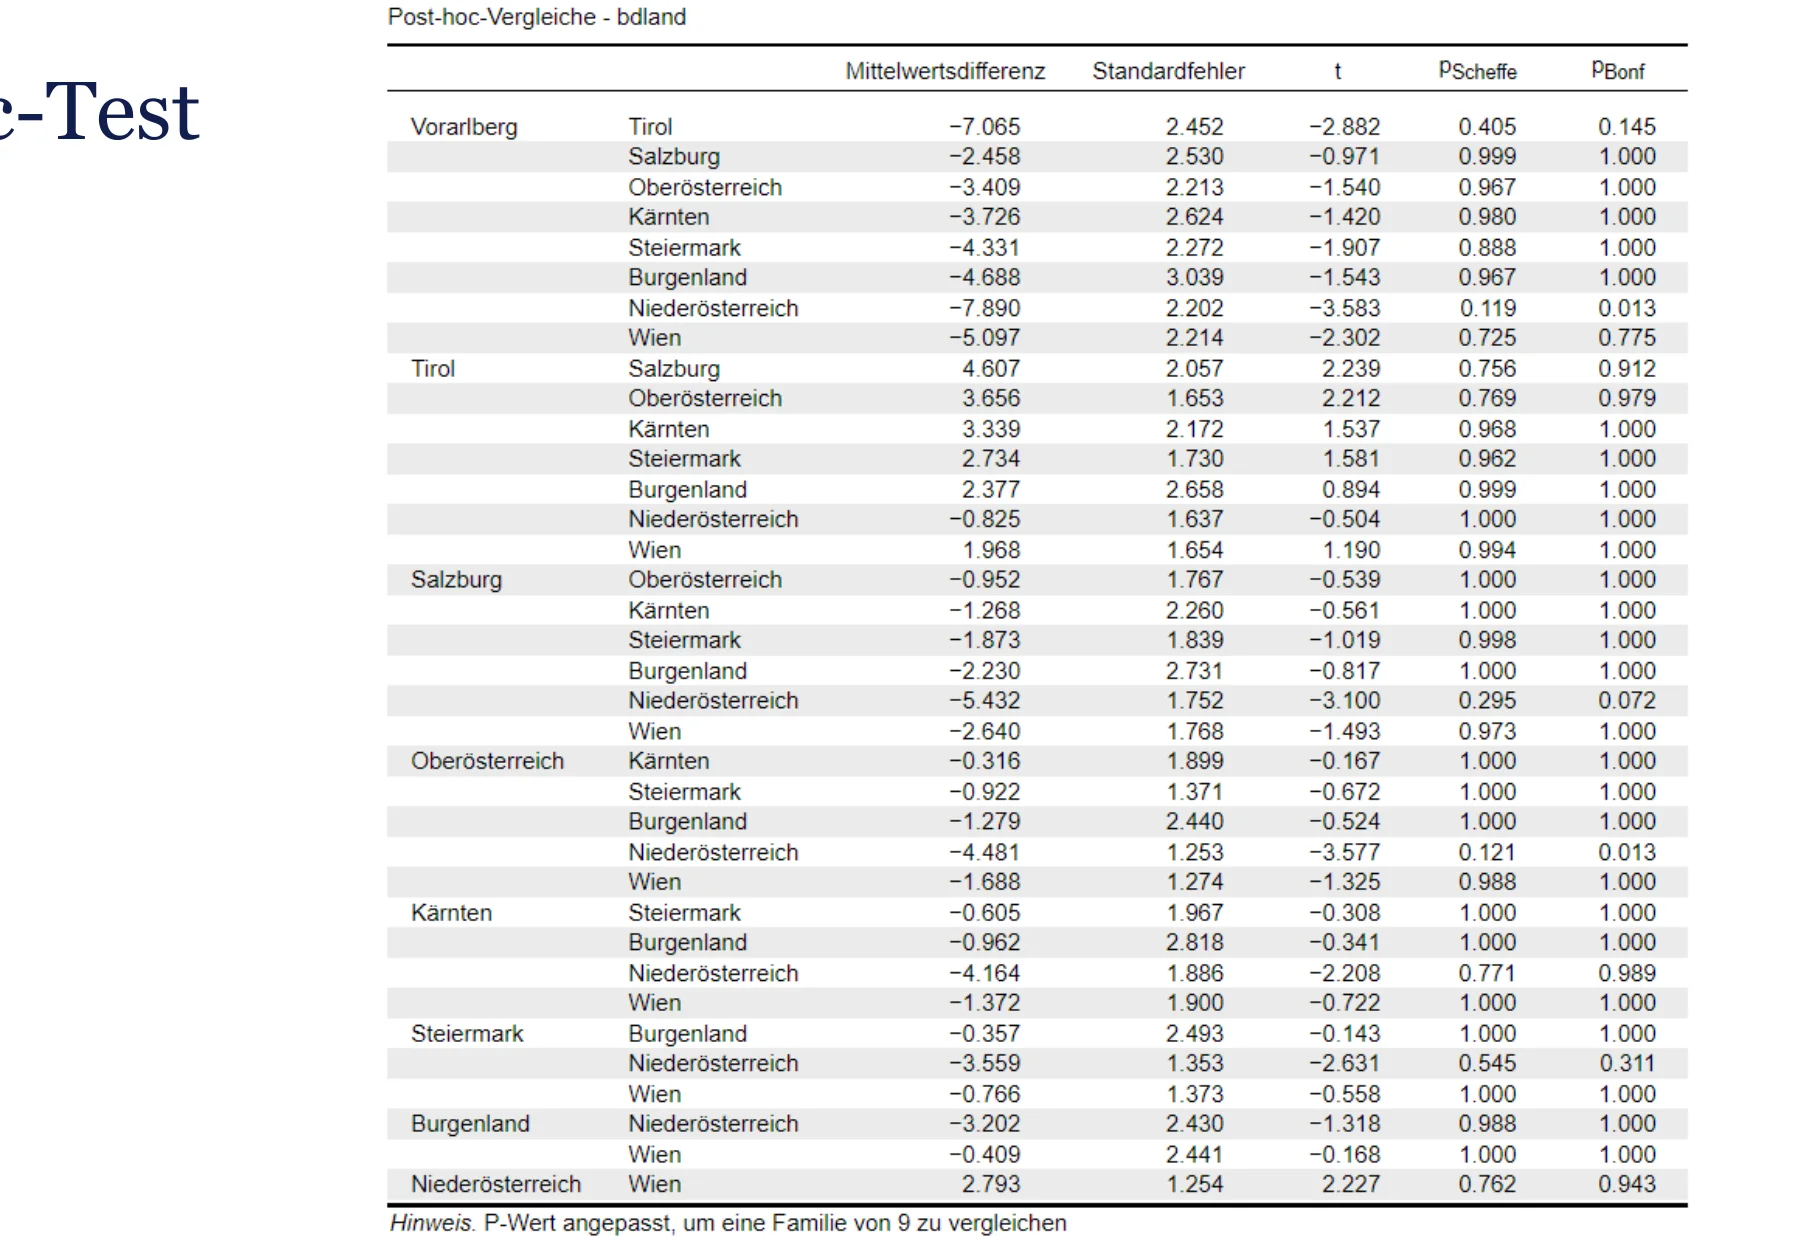 Post-hoc-Vergleiche - bdland
c-Test
Mittelwertsdifferenz Standardfehler t pScheffe pBonf
Vorarlberg Tirol −7.065 2.452 −2.882 0.405 0.145
Salzburg −2.458 2.530 −0.971 0.999 1.000
Oberösterreich −3.409 2.213 −1.540 0.967 1.000
Kärnten −3.726 2.624 −1.420 0.980 1.000
Steiermark −4.331 2.272 −1.907 0.888 1.000
Burgenland −4.688 3.039 −1.543 0.967 1.000
Niederösterreich −7.890 2.202 −3.583 0.119 0.013
Wien −5.097 2.214 −2.302 0.725 0.775
Tirol Salzburg 4.607 2.057 2.239 0.756 0.912
Oberösterreich 3.656 1.653 2.212 0.769 0.979
Kärnten 3.339 2.172 1.537 0.968 1.000
Steiermark 2.734 1.730 1.581 0.962 1.000
Burgenland 2.377 2.658 0.894 0.999 1.000
Niederösterreich −0.825 1.637 −0.504 1.000 1.000
Wien 1.968 1.654 1.190 0.994 1.000
Salzburg Oberösterreich −0.952 1.767 −0.539 1.000 1.000
Kärnten −1.268 2.260 −0.561 1.000 1.000
Steiermark −1.873 1.839 −1.019 0.998 1.000
Burgenland −2.230 2.731 −0.817 1.000 1.000
Niederösterreich −5.432 1.752 −3.100 0.295 0.072
Wien −2.640 1.768 −1.493 0.973 1.000
Oberösterreich Kärnten −0.316 1.899 −0.167 1.000 1.000
Steiermark −0.922 1.371 −0.672 1.000 1.000
Burgenland −1.279 2.440 −0.524 1.000 1.000
Niederösterreich −4.481 1.253 −3.577 0.121 0.013
Wien −1.688 1.274 −1.325 0.988 1.000
Kärnten Steiermark −0.605 1.967 −0.308 1.000 1.000
Burgenland −0.962 2.818 −0.341 1.000 1.000
Niederösterreich −4.164 1.886 −2.208 0.771 0.989
Wien −1.372 1.900 −0.722 1.000 1.000
Steiermark Burgenland −0.357 2.493 −0.143 1.000 1.000
Niederösterreich −3.559 1.353 −2.631 0.545 0.311
Wien −0.766 1.373 −0.558 1.000 1.000
Burgenland Niederösterreich −3.202 2.430 −1.318 0.988 1.000
Wien −0.409 2.441 −0.168 1.000 1.000
Niederösterreich Wien 2.793 1.254 2.227 0.762 0.943
Hinweis. P-Wert angepasst, um eine Familie von 9 zu vergleichen